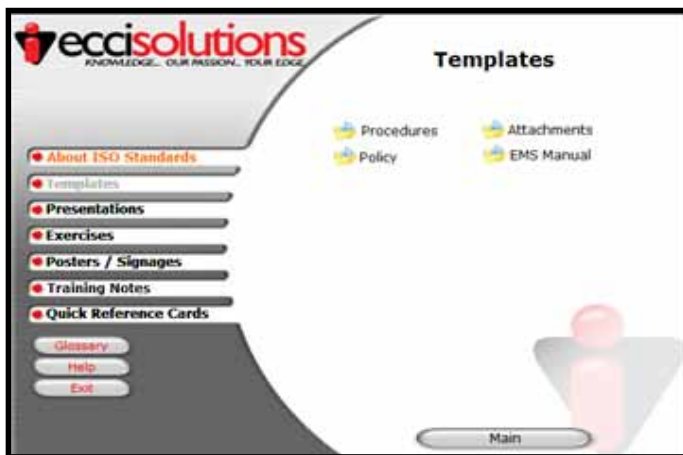 eccisolutions
KNOWLEDGE... OUR PASSION... YOUR EDGE
Templates
Procedures
Attachments
Policy
EMS Manual
About ISO Standards
Templates
Presentations
Exercises
Posters / Signages
Training Notes
Quick Reference Cards
Glossary
Help
Exit
Main